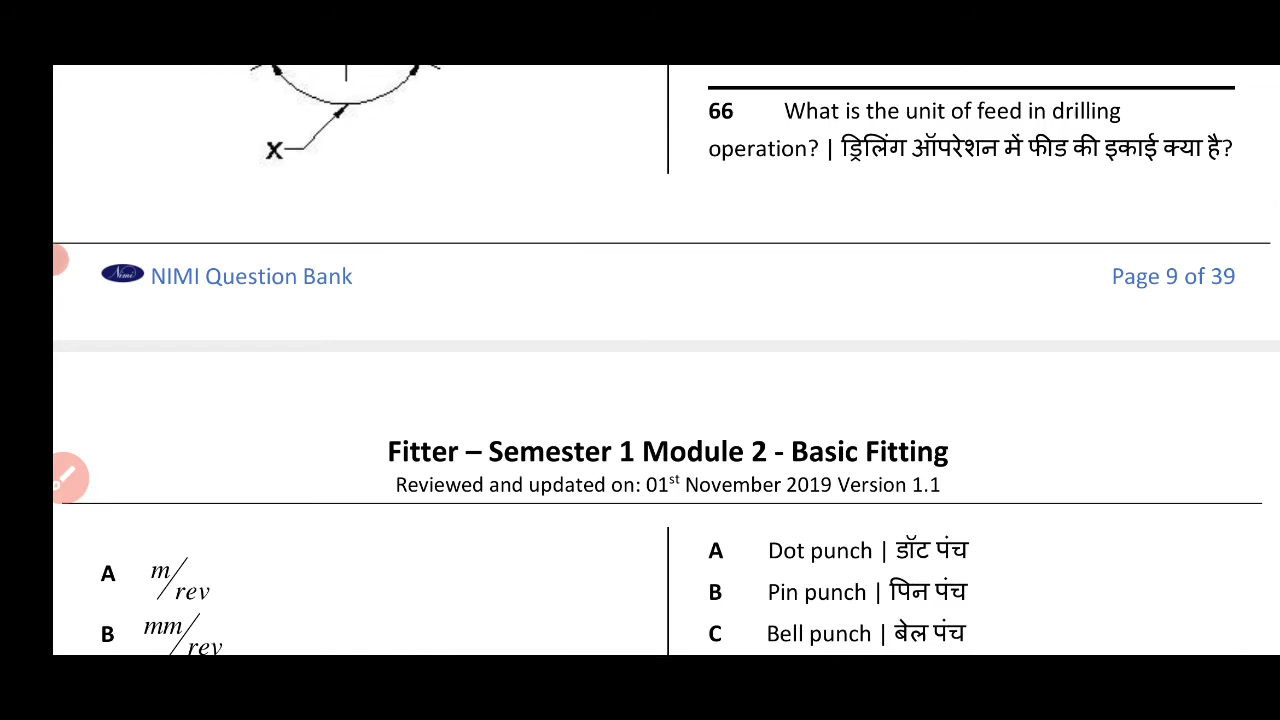 X
66 What is the unit of feed in drilling
operation? | ड्रिलिंग ऑपरेशन में फीड की इकाई क्या है?
Nimi NIMI Question Bank
Page 9 of 39
Fitter – Semester 1 Module 2 - Basic Fitting
Reviewed and updated on: 01st November 2019 Version 1.1
A m/rev
B mm/rev
A Dot punch | डॉट पंच
B Pin punch | पिन पंच
C Bell punch | बेल पंच